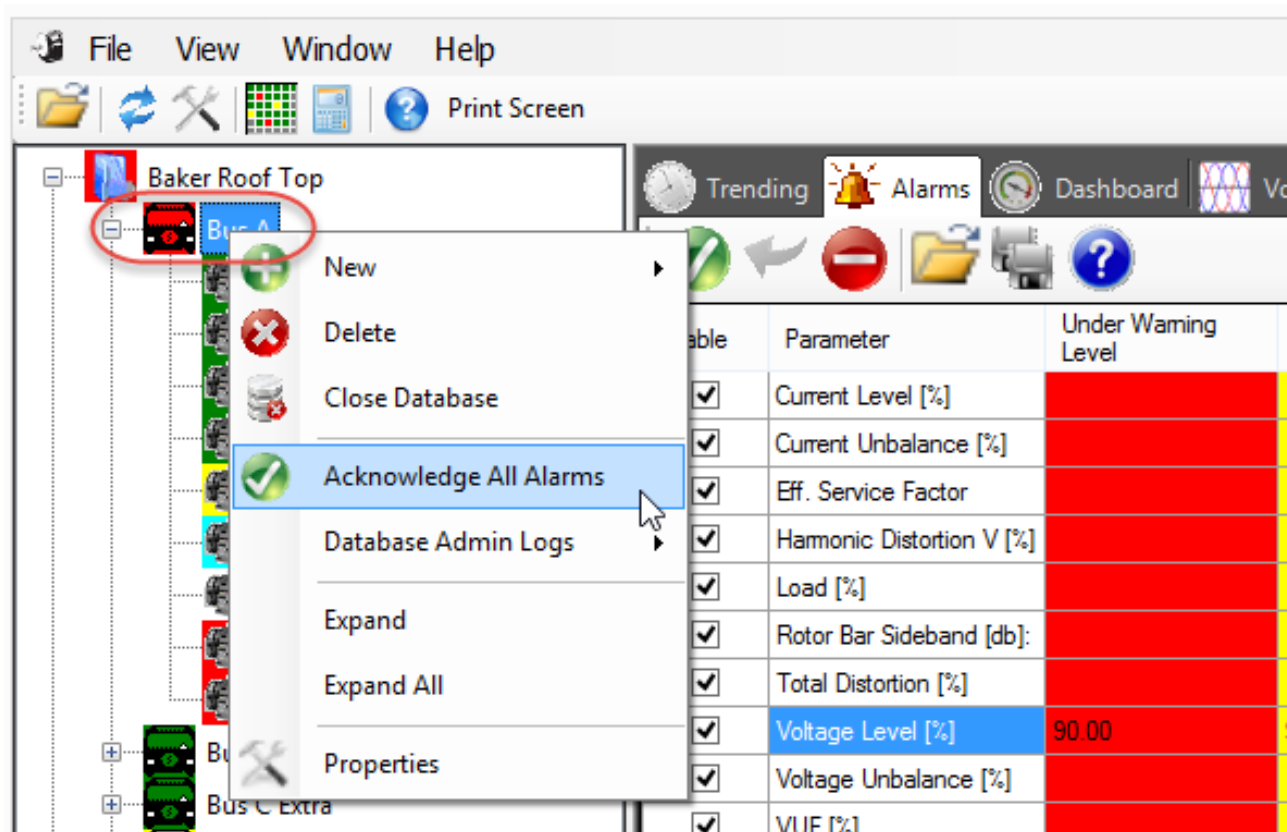 File View Window Help
Print Screen
Baker Roof Top
Bus A
New
Delete
Close Database
Acknowledge All Alarms
Database Admin Logs
Expand
Expand All
Properties
Bus C Extra
Trending Alarms Dashboard
Parameter Under Warning
Level
Current Level [%]
Current Unbalance [%]
Eff. Service Factor
Harmonic Distortion V [%]
Load [%]
Rotor Bar Sideband [db]:
Total Distortion [%]
Voltage Level [%] 90.00
Voltage Unbalance [%]
VUF [%]